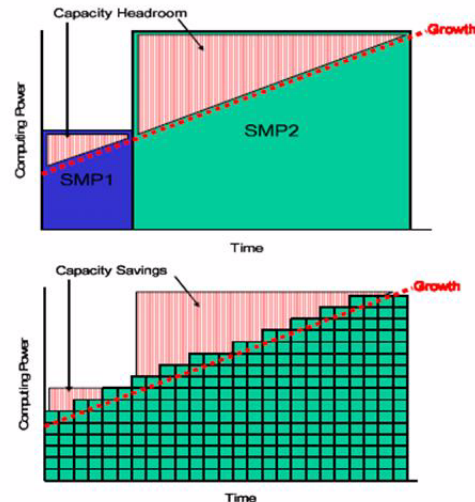 Capacity Headroom
Growth
Computing Power
SMP1
SMP2
Time
Capacity Savings
Growth
Computing Power
Time